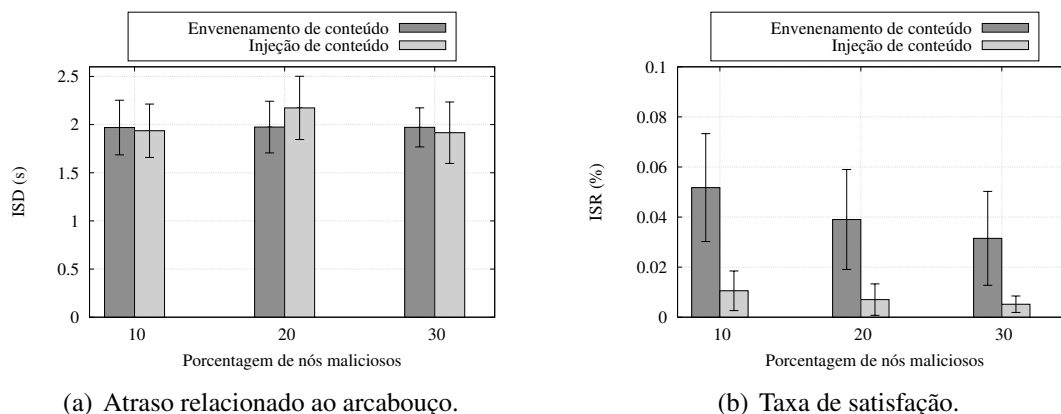 Envenenamento de conteúdo
Injeção de conteúdo
2.5
2
1.5
1
0.5
0
ISD (s)
10 20 30
Porcentagem de nós maliciosos
(a) Atraso relacionado ao arcabouço.
Envenenamento de conteúdo
Injeção de conteúdo
0.1
0.08
0.06
0.04
0.02
0
ISR (%)
10 20 30
Porcentagem de nós maliciosos
(b) Taxa de satisfação.